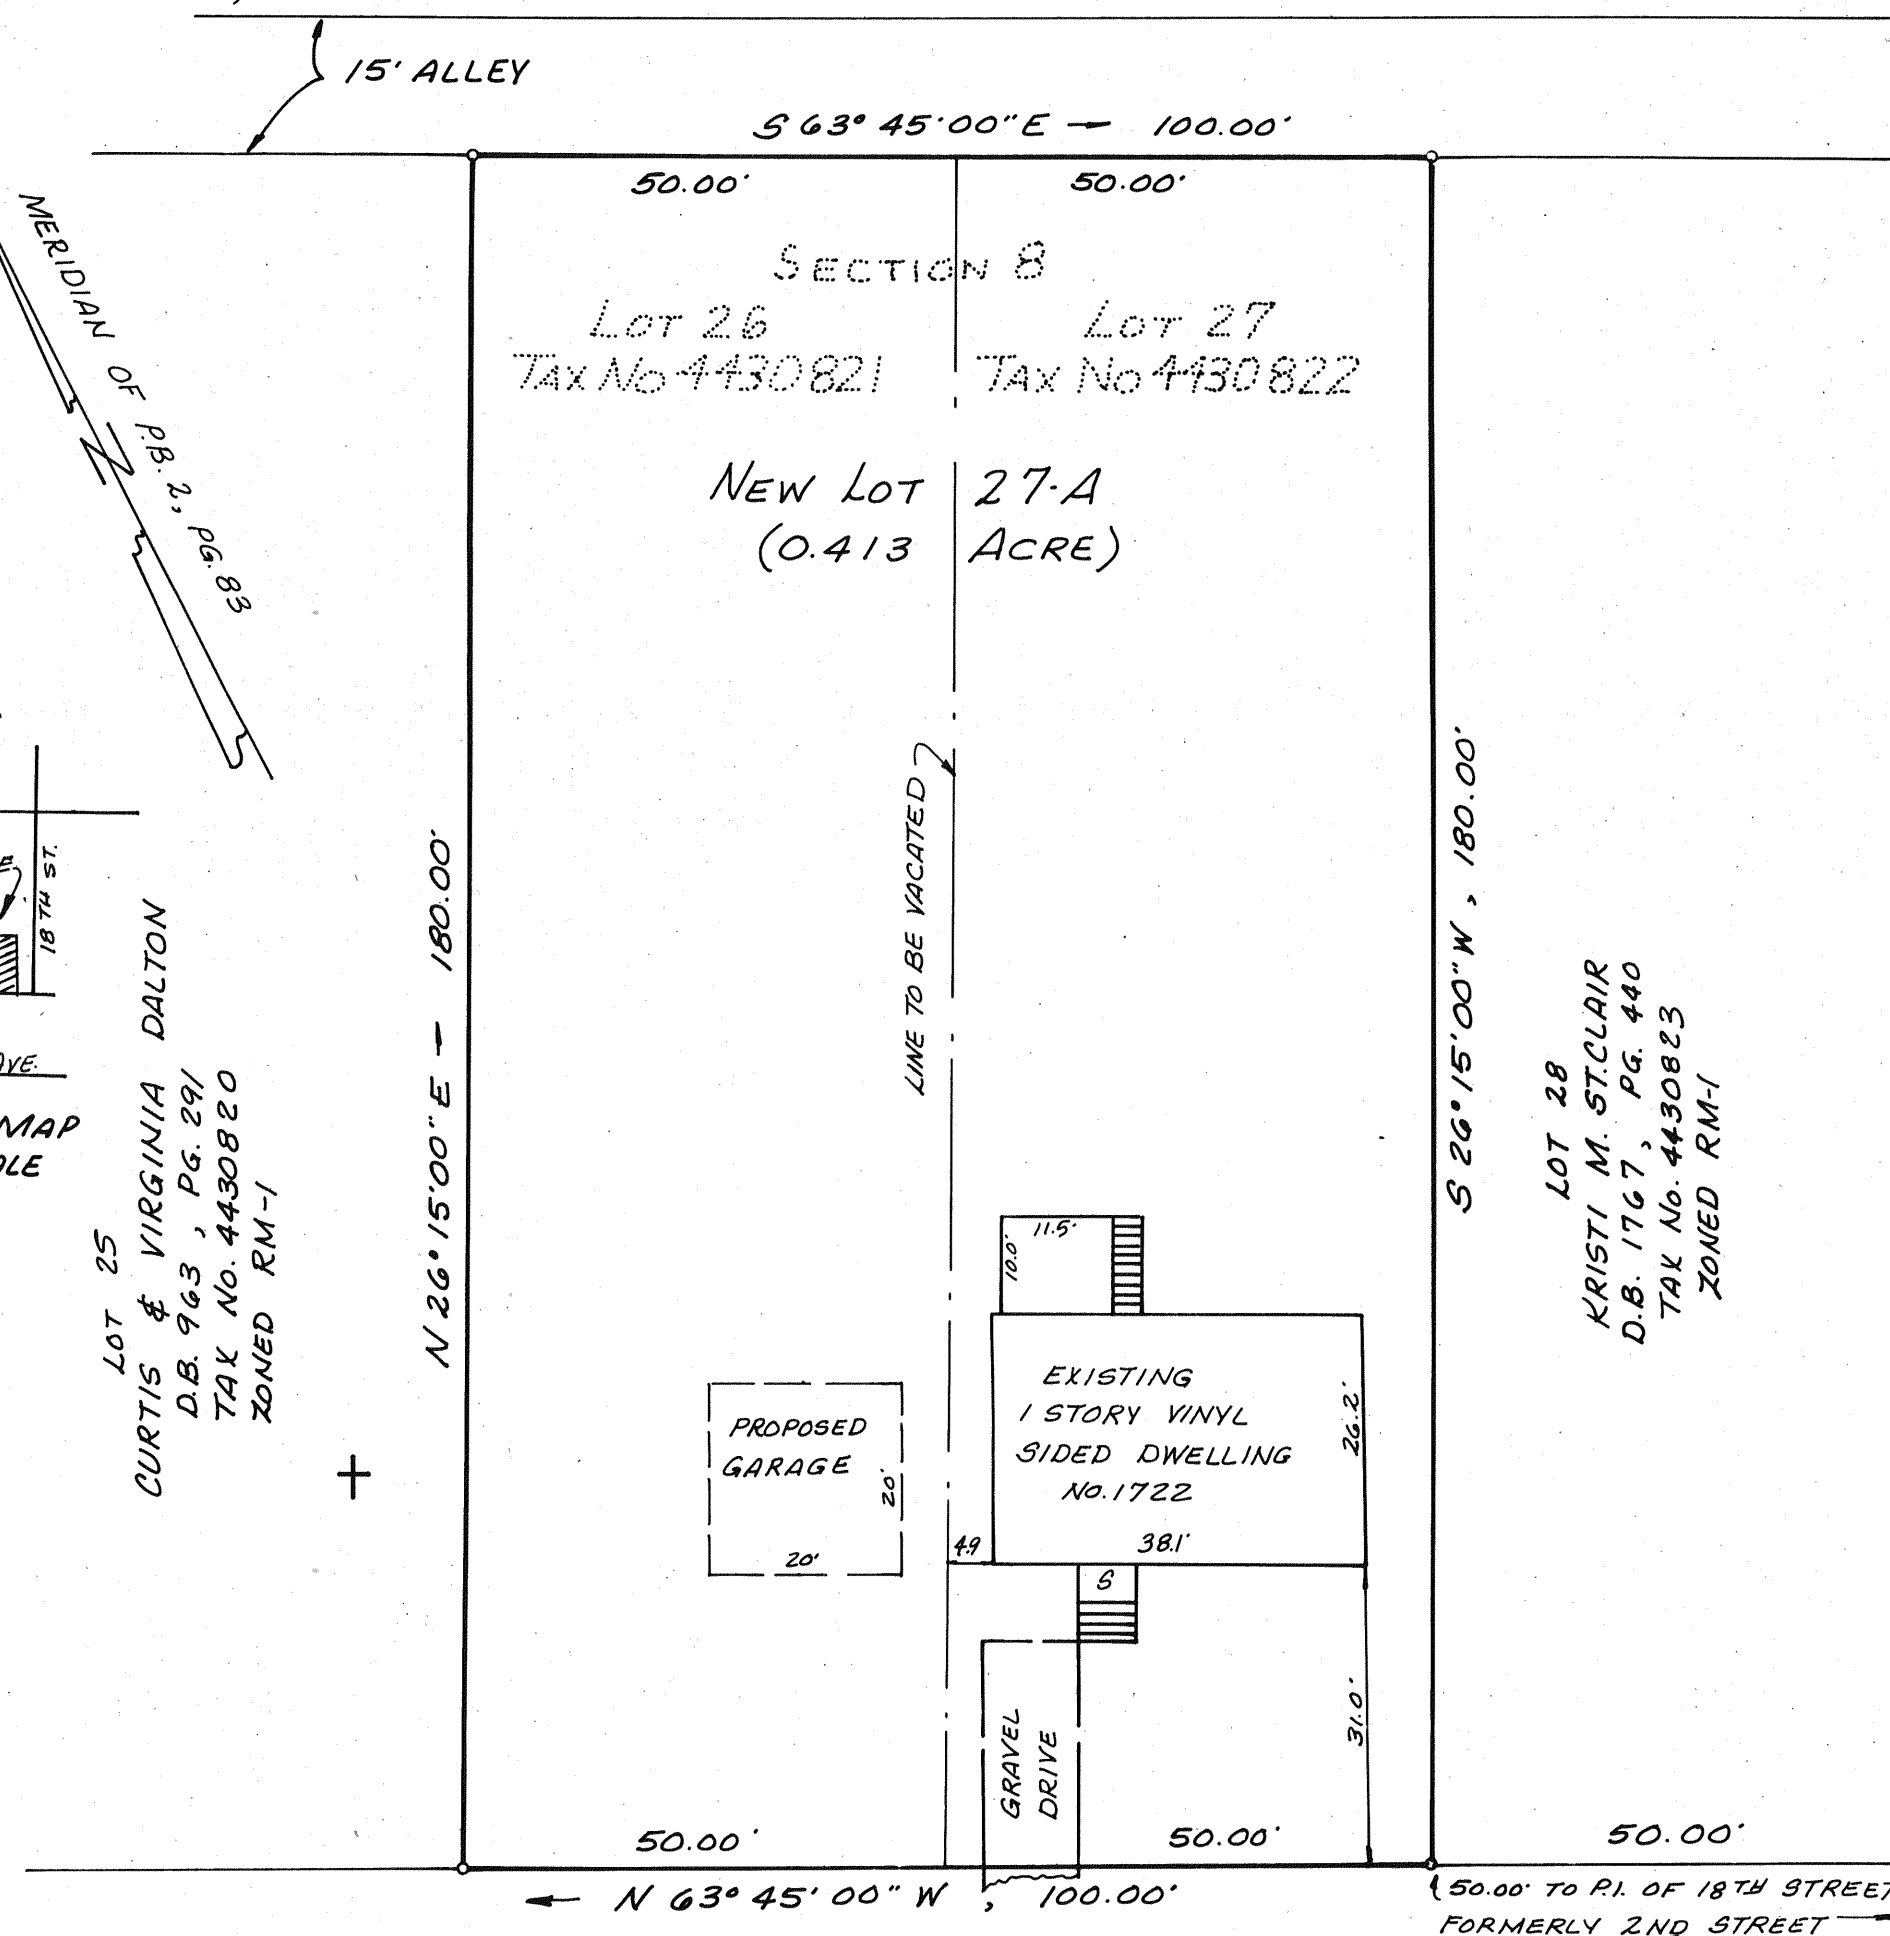 15' ALLEY
S 63° 45' 00" E 100.00'
50.00' 50.00'
SECTION 8
LOT 26 LOT 27
TAX NO 4430821 TAX NO 4430822
NEW LOT 27-A
(0.413 ACRE)
MERIDIAN OF P.B. 2, PG. 83
18TH ST.
AVE.
MAP
LOT 25
CURTIS & VIRGINIA DALTON
D.B. 963, PG. 291
TAX No. 4430820
ZONED RM-1
N 26° 15' 00" E 180.00'
LINE TO BE VACATED
S 26° 15' 00" W, 180.00'
LOT 28
KRISTI M. ST.CLAIR
D.B. 1767, PG. 440
TAX No. 4430823
ZONED RM-1
11.5'
10.0'
EXISTING
1 STORY VINYL
SIDED DWELLING
No. 1722
26.2'
38.1'
4.9
PROPOSED
GARAGE
20'
20'
S
GRAVEL
DRIVE
31.0'
50.00' 50.00' 50.00'
N 63° 45' 00" W, 100.00'
50.00' TO P.I. OF 18TH STREET
FORMERLY 2ND STREET